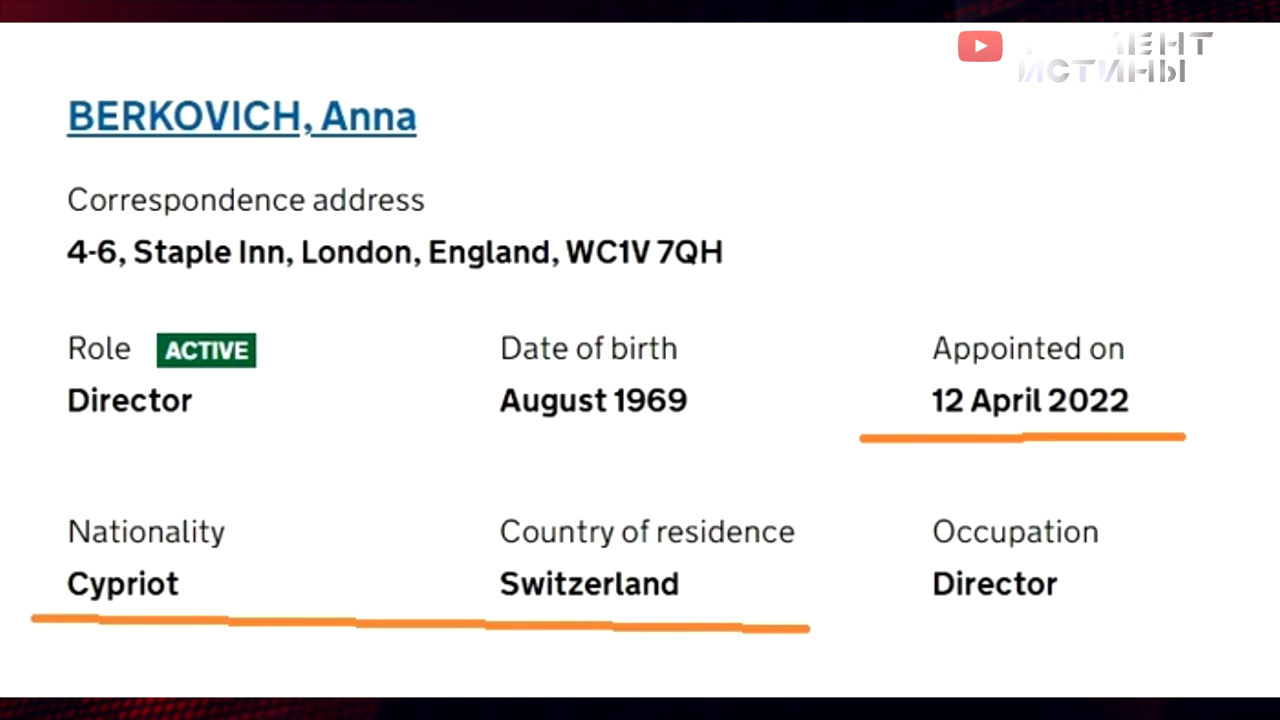 ИСТИНЫ
BERKOVICH, Anna
Correspondence address
4-6, Staple Inn, London, England, WC1V 7QH
Role ACTIVE Date of birth Appointed on
Director August 1969 12 April 2022
Nationality Country of residence Occupation
Cypriot Switzerland Director